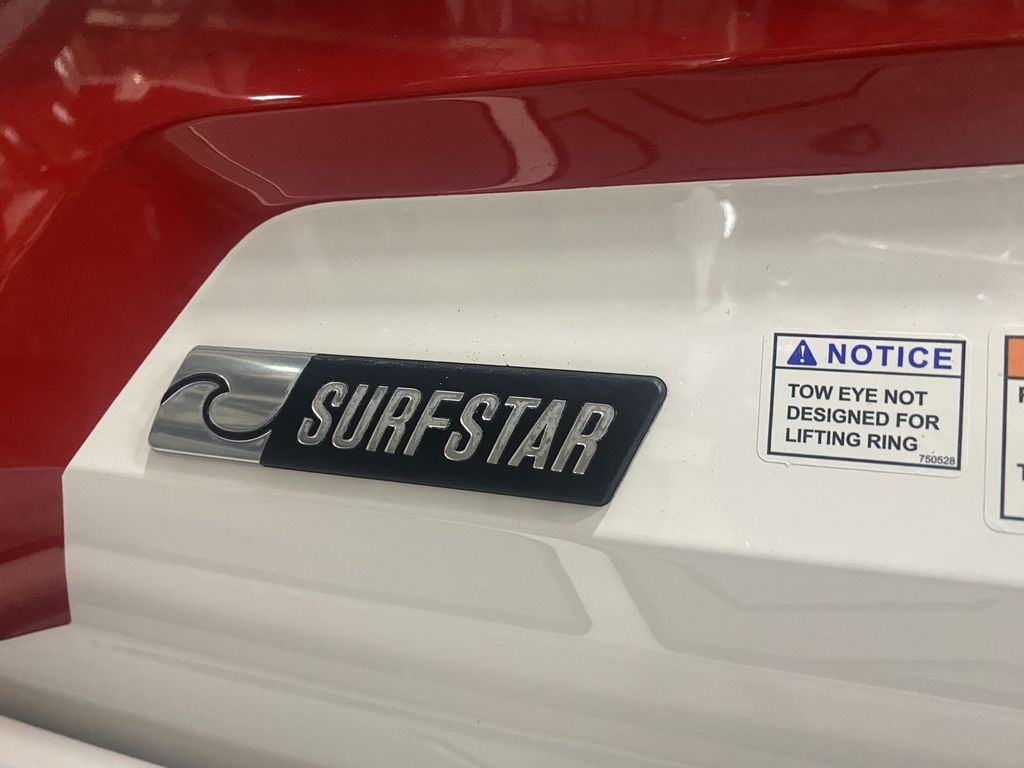 SURFSTAR
NOTICE
TOW EYE NOT
DESIGNED FOR
LIFTING RING
750528